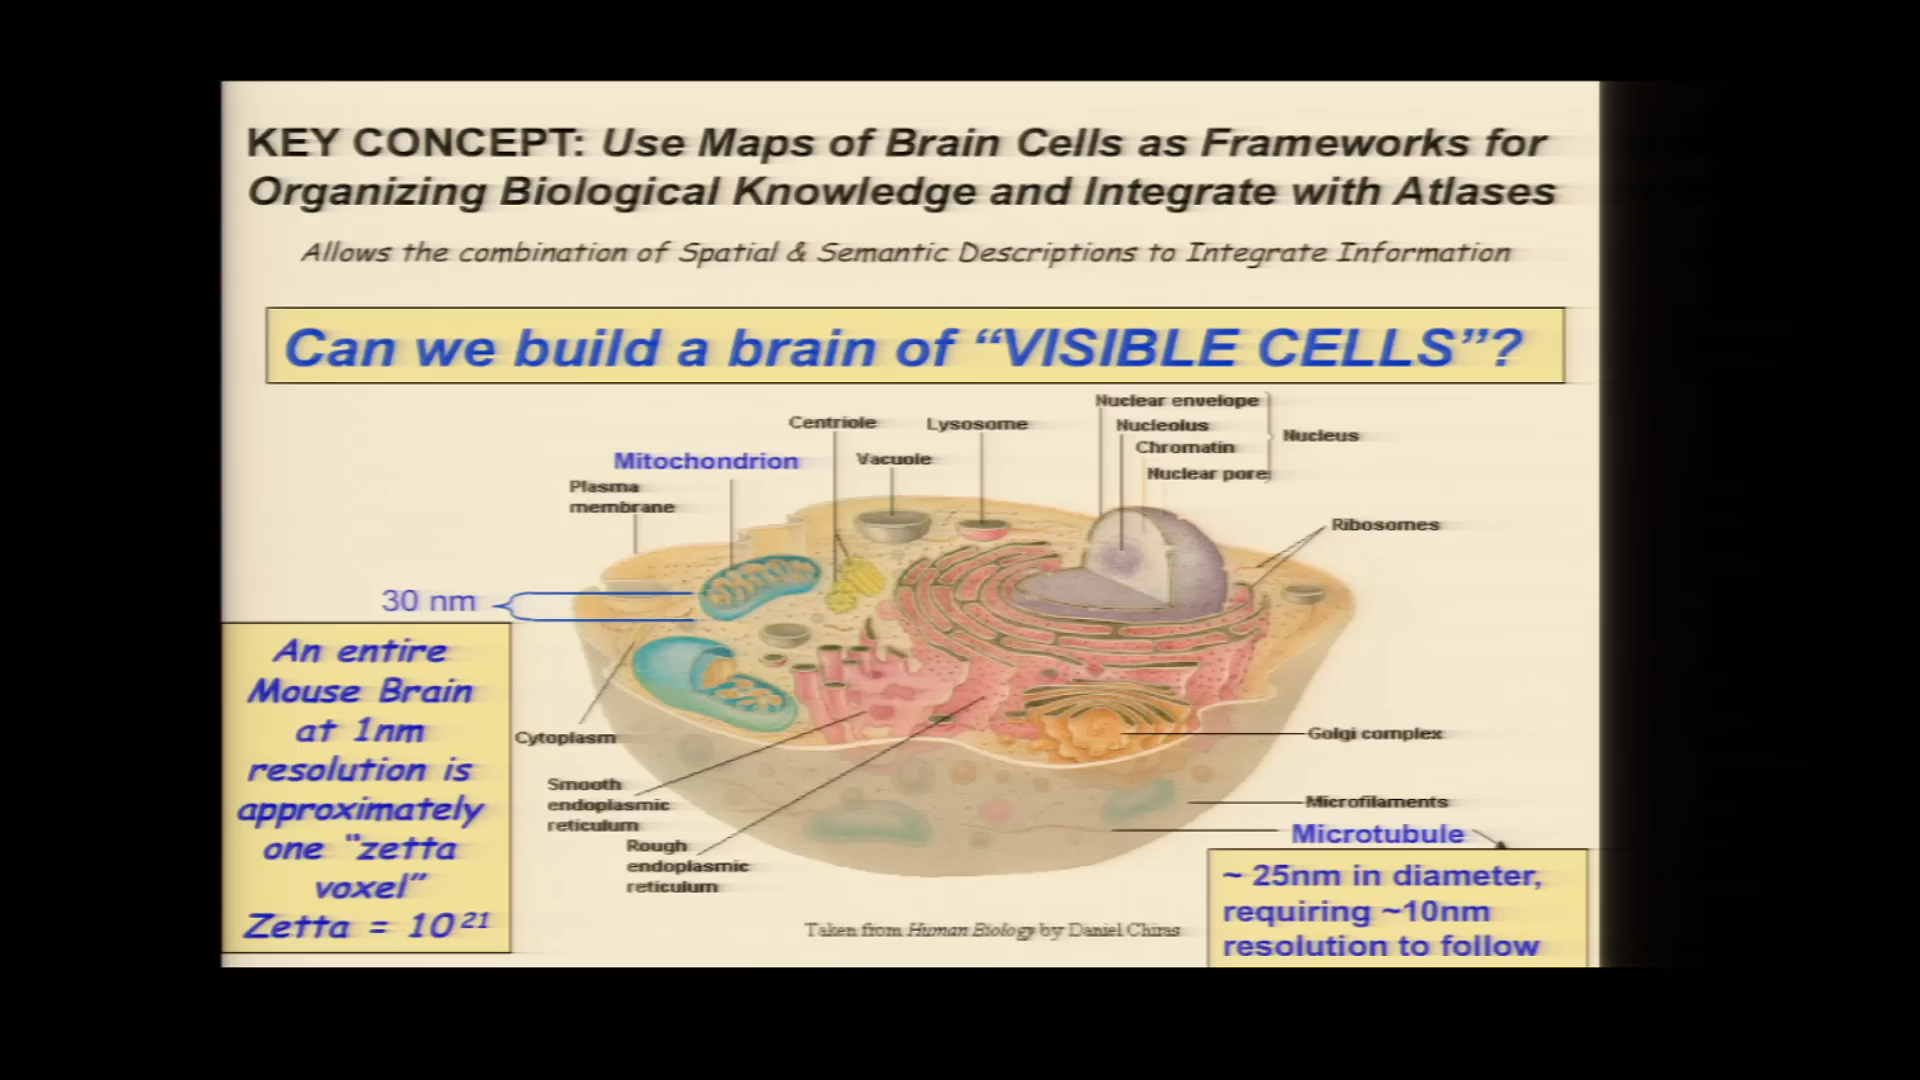 KEY CONCEPT: Use Maps of Brain Cells as Frameworks for
Organizing Biological Knowledge and Integrate with Atlases
Allows the combination of Spatial & Semantic Descriptions to Integrate Information
Can we build a brain of “VISIBLE CELLS”?
Nuclear envelope
Centriole
Lysosome
Nucleolus
Nucleus
Chromatin
Mitochondrion
Vacuole
Nuclear pore
Plasma
membrane
Ribosomes
30 nm
An entire
Mouse Brain
at 1nm
resolution is
approximately
one "zetta
voxel"
Zetta = 10²¹
Cytoplasm
Golgi complex
Smooth
endoplasmic
reticulum
Microfilaments
Microtubule
Rough
endoplasmic
reticulum
~ 25nm in diameter,
requiring ~10nm
resolution to follow
Taken from Human Biology by Daniel Chiras